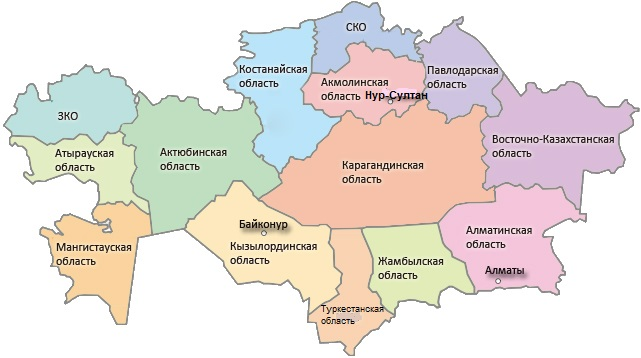 СКО
Костанайская
область
Акмолинская
область
Нур-Султан
Павлодарская
область
ЗКО
Атырауская
область
Актюбинская
область
Карагандинская
область
Восточно-Казахстанская
область
Мангистауская
область
Байконур
Кызылординская
область
Туркестанская
область
Жамбылская
область
Алматинская
область
Алматы